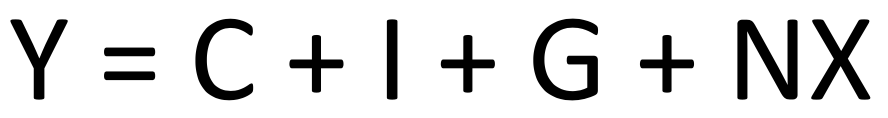 Y = C + I + G + NX